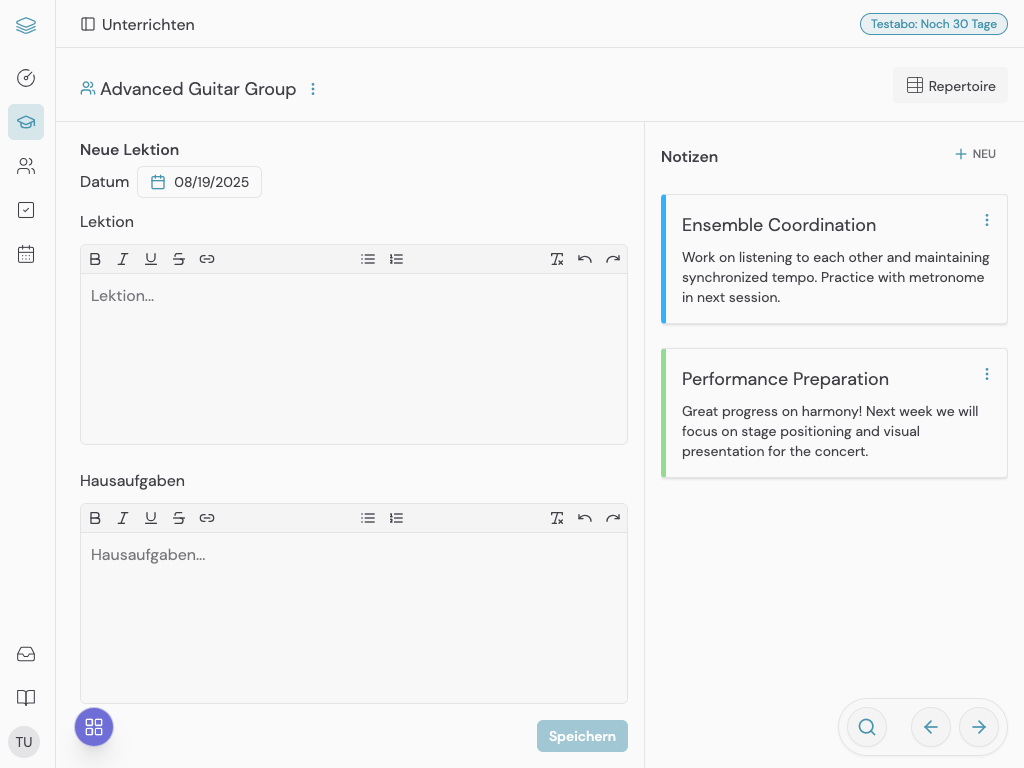 Unterrichten
Testabo: Noch 30 Tage
Advanced Guitar Group
Repertoire
Neue Lektion
Datum 08/19/2025
Lektion
Lektion...
Hausaufgaben
Hausaufgaben...
Speichern
Notizen
NEU
Ensemble Coordination
Work on listening to each other and maintaining
synchronized tempo. Practice with metronome
in next session.
Performance Preparation
Great progress on harmony! Next week we will
focus on stage positioning and visual
presentation for the concert.
TU